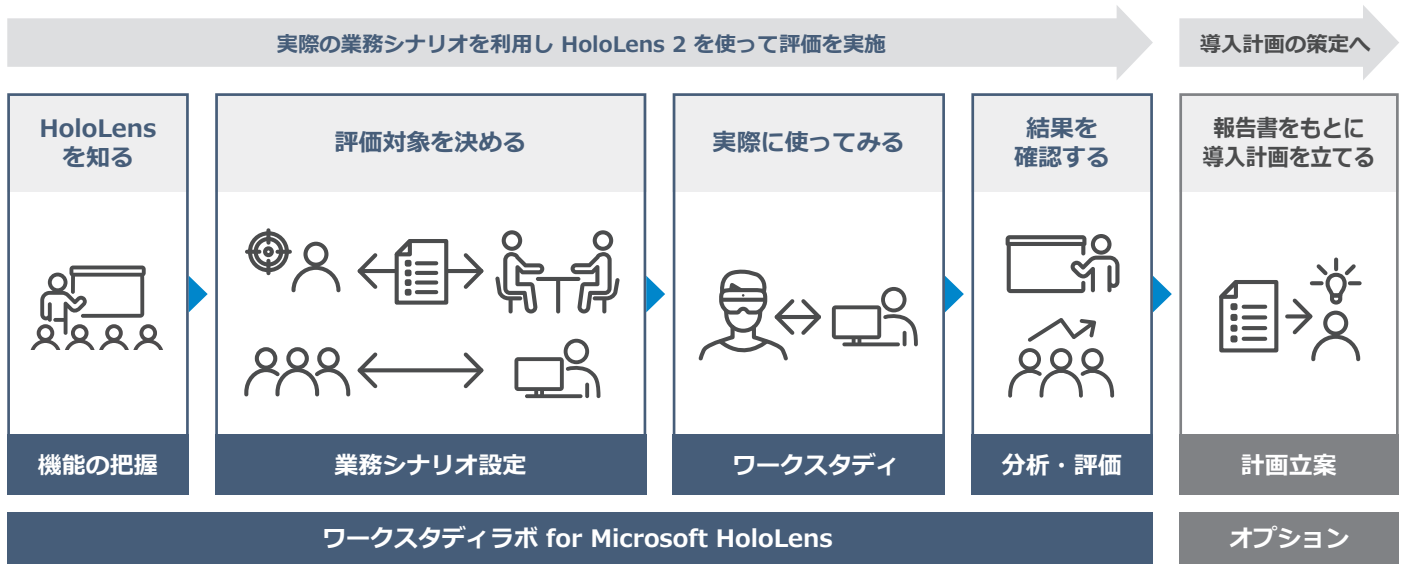 実際の業務シナリオを利用し HoloLens 2 を使って評価を実施
導入計画の策定へ
HoloLens
を知る
評価対象を決める
実際に使ってみる
結果を
確認する
報告書をもとに
導入計画を立てる
機能の把握
業務シナリオ設定
ワークスタディ
分析・評価
計画立案
ワークスタディラボ for Microsoft HoloLens
オプション